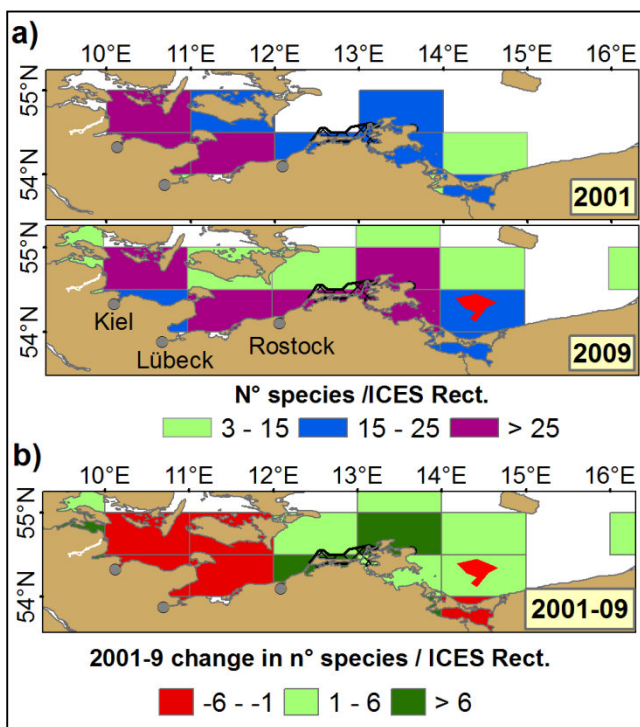 a)
10°E 11°E 12°E 13°E 14°E 15°E 16°E
55°N
54°N
2001
55°N
54°N
Kiel
Lübeck
Rostock
2009
N° species /ICES Rect.
3 - 15 15 - 25 > 25
b)
10°E 11°E 12°E 13°E 14°E 15°E 16°E
55°N
54°N
2001-09
2001-9 change in n° species / ICES Rect.
-6 - -1 1 - 6 > 6